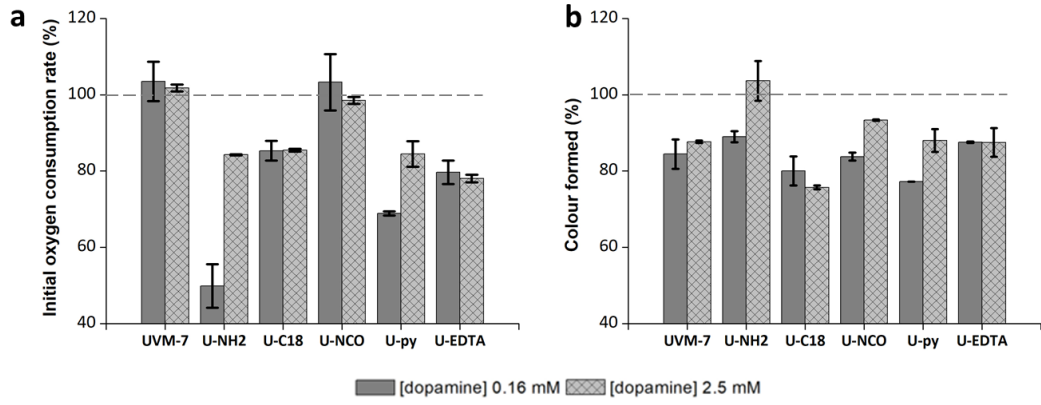 a
Initial oxygen consumption rate (%)
120
100
80
60
40
UVM-7 U-NH2 U-C18 U-NCO U-py U-EDTA
b
Colour formed (%)
120
100
80
60
40
UVM-7 U-NH2 U-C18 U-NCO U-py U-EDTA
[dopamine] 0.16 mM [dopamine] 2.5 mM